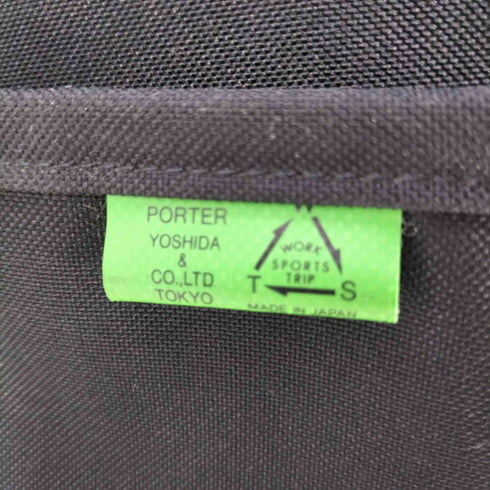 PORTER
YOSHIDA
&
CO.,LTD.
TOKYO
W
WORK
SPORTS
TRIP
T S
MADE IN JAPAN